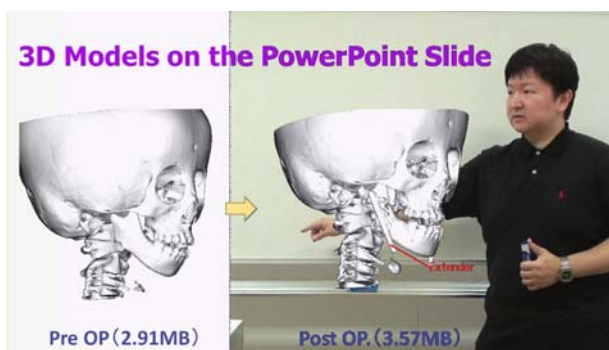 3D Models on the PowerPoint Slide
Extender
Pre OP（2.91MB）
Post OP.（3.57MB）